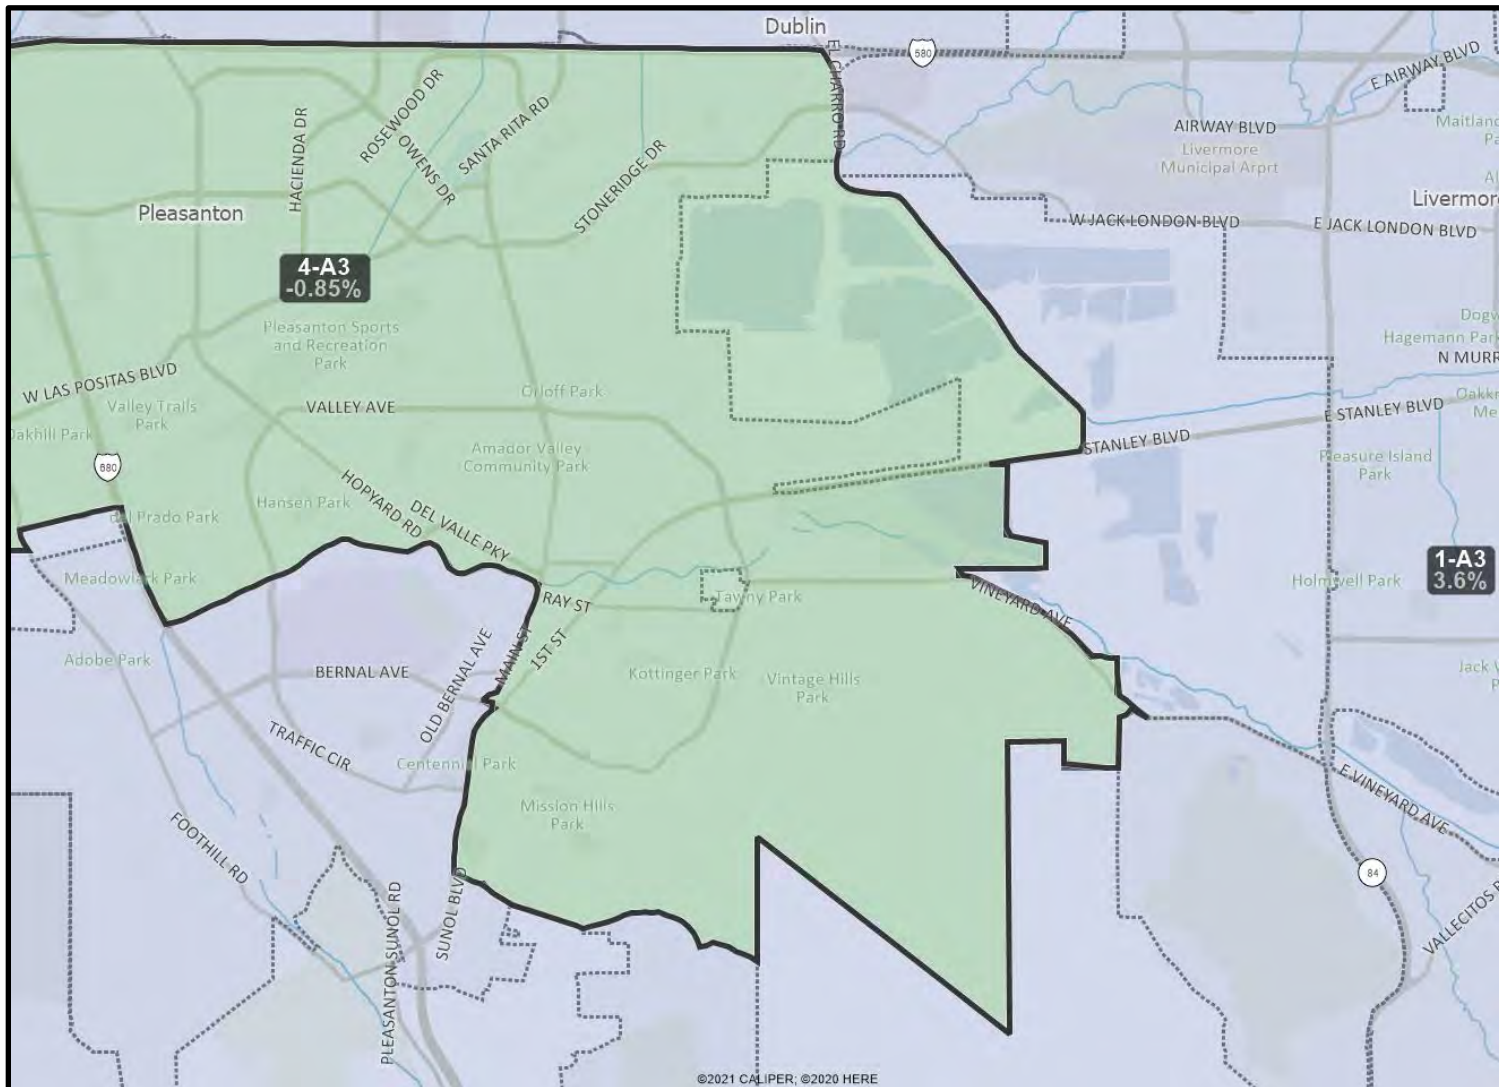 Dublin
580
EL CHARRO RD
E AIRWAY BLVD
AIRWAY BLVD
Livermore
Municipal Arprt
Maitland
ROSEWOOD DR
OWENS DR
SANTA RITA RD
HACIENDA DR
STONERIDGE DR
Pleasanton
Livermore
W JACK LONDON BLVD
E JACK LONDON BLVD
4-A3
-0.85%
Pleasanton Sports
and Recreation
Park
Hagemann Park
N MURR
W LAS POSITAS BLVD
Valley Trails
Park
VALLEY AVE
Orloff Park
E STANLEY BLVD
STANLEY BLVD
Oakhill Park
Amador Valley
Community Park
Pleasure Island
Park
680
HOPYARD RD
Hansen Park
DEL VALLE PKY
del Prado Park
Meadowlark Park
1-A3
3.6%
Holmwell Park
RAY ST
Tawny Park
VINEYARD AVE
MAIN ST
1ST ST
Adobe Park
BERNAL AVE
OLD BERNAL AVE
Kottinger Park
Vintage Hills
Park
TRAFFIC CIR
Centennial Park
Mission Hills
Park
E VINEYARD AVE
FOOTHILL RD
84
SUNOL BLVD
PLEASANTON SUNOL RD
VALLECITOS
©2021 CALIPER; ©2020 HERE